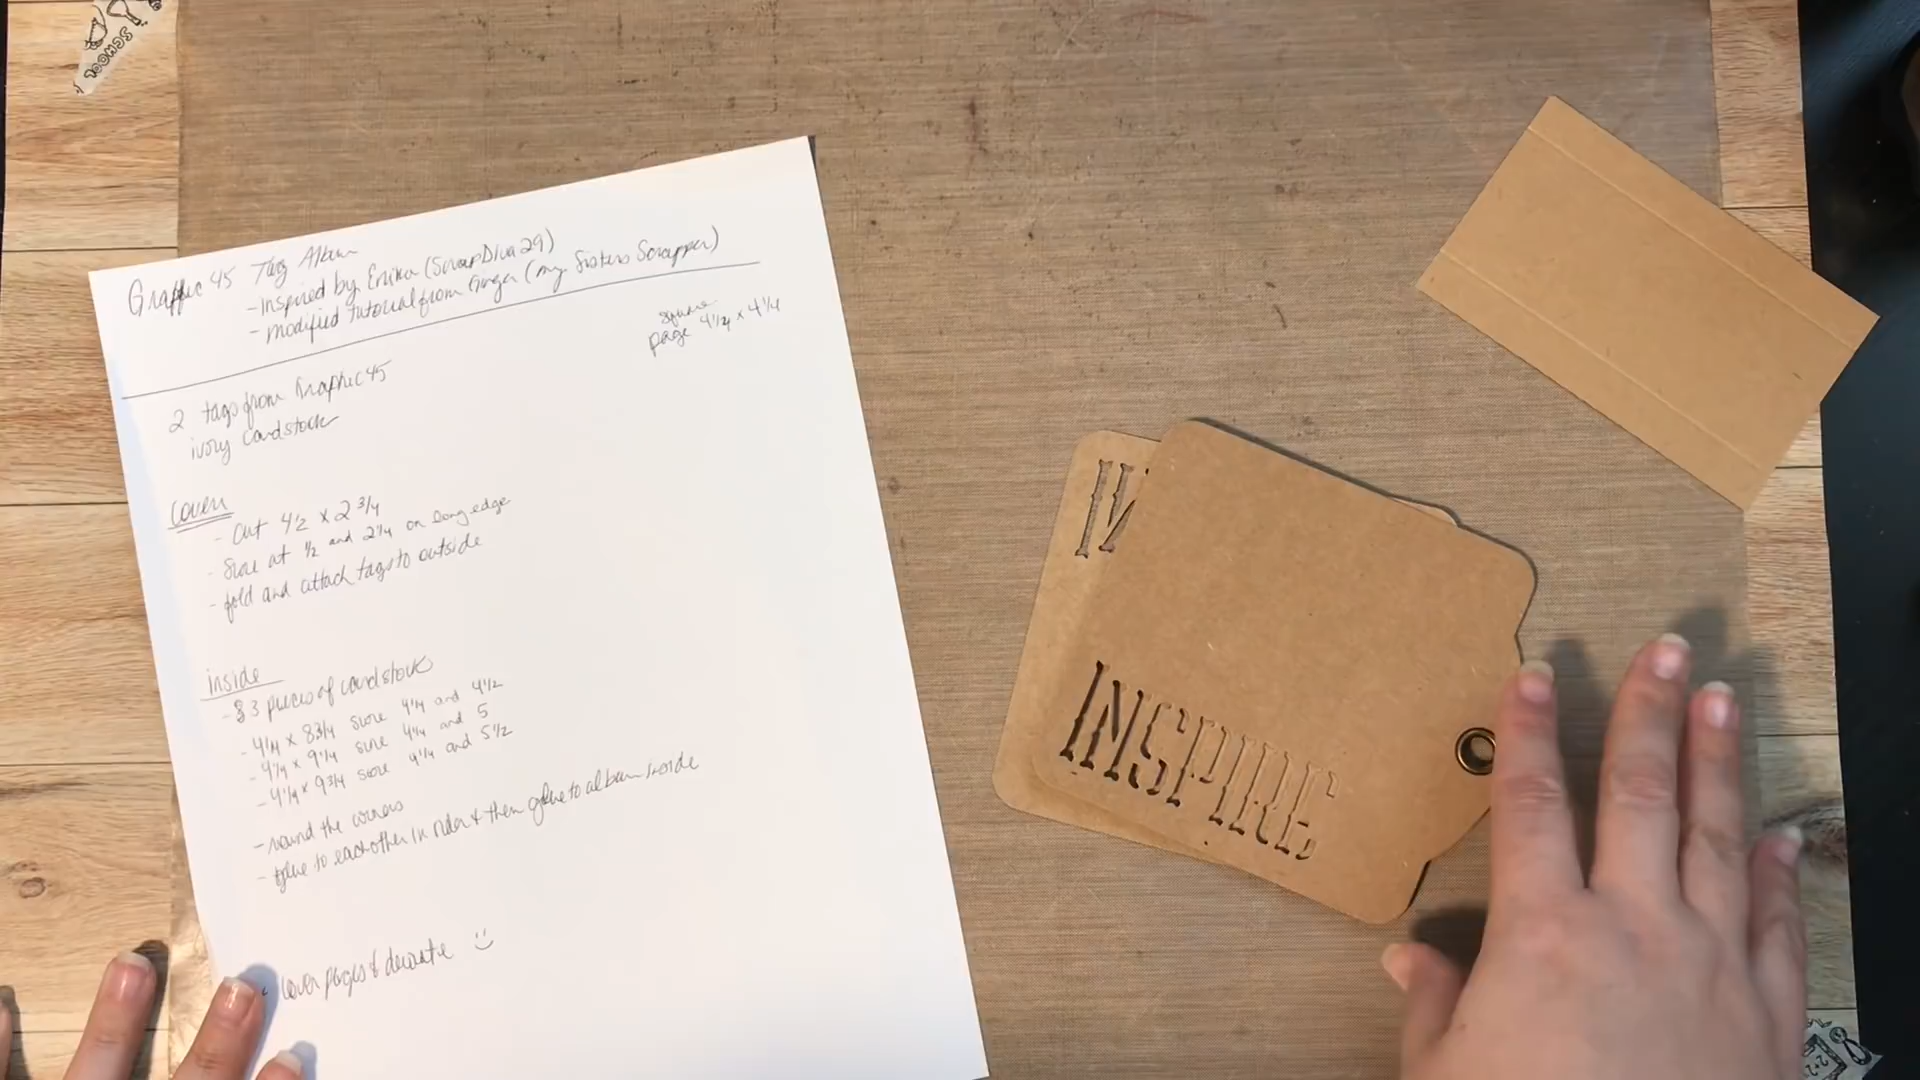 SCHOOL
Graphic 45 Tag Album
- Inspired by Erika (ScrapDiva29)
- modified tutorial from Ginger (My Sisters Scrapper)
square
page 4 1/4 x 4 1/4
2 tags from Graphic 45
ivory cardstock
cover
- cut 4 1/2 x 2 3/4
- Score at 1/2 and 2 1/4 on long edge
- fold and attach tags to outside
inside
- 3 pieces of cardstock
- 4 1/4 x 8 3/4 score 4 1/4 and 4 1/2
- 4 1/4 x 9 1/4 score 4 1/4 and 5
- 4 1/4 x 9 3/4 score 4 1/4 and 5 1/2
- round the corners
- glue to each other in order & then glue to album inside
- cover pages & decorate
IN
INSPIRE